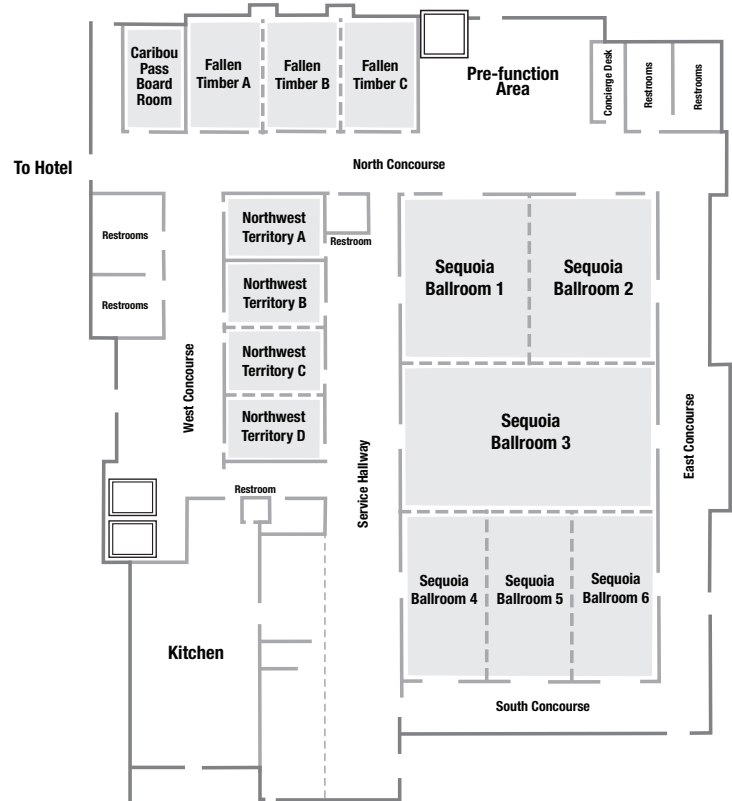 Caribou
Pass
Board
Room
Fallen
Timber A
Fallen
Timber B
Fallen
Timber C
Pre-function
Area
Concierge Desk
Restrooms
Restrooms
To Hotel
North Concourse
Restrooms
Restrooms
Northwest
Territory A
Restroom
Northwest
Territory B
Northwest
Territory C
Northwest
Territory D
West Concourse
Sequoia
Ballroom 1
Sequoia
Ballroom 2
Sequoia
Ballroom 3
East Concourse
Service Hallway
Restroom
Sequoia
Ballroom 4
Sequoia
Ballroom 5
Sequoia
Ballroom 6
Kitchen
South Concourse